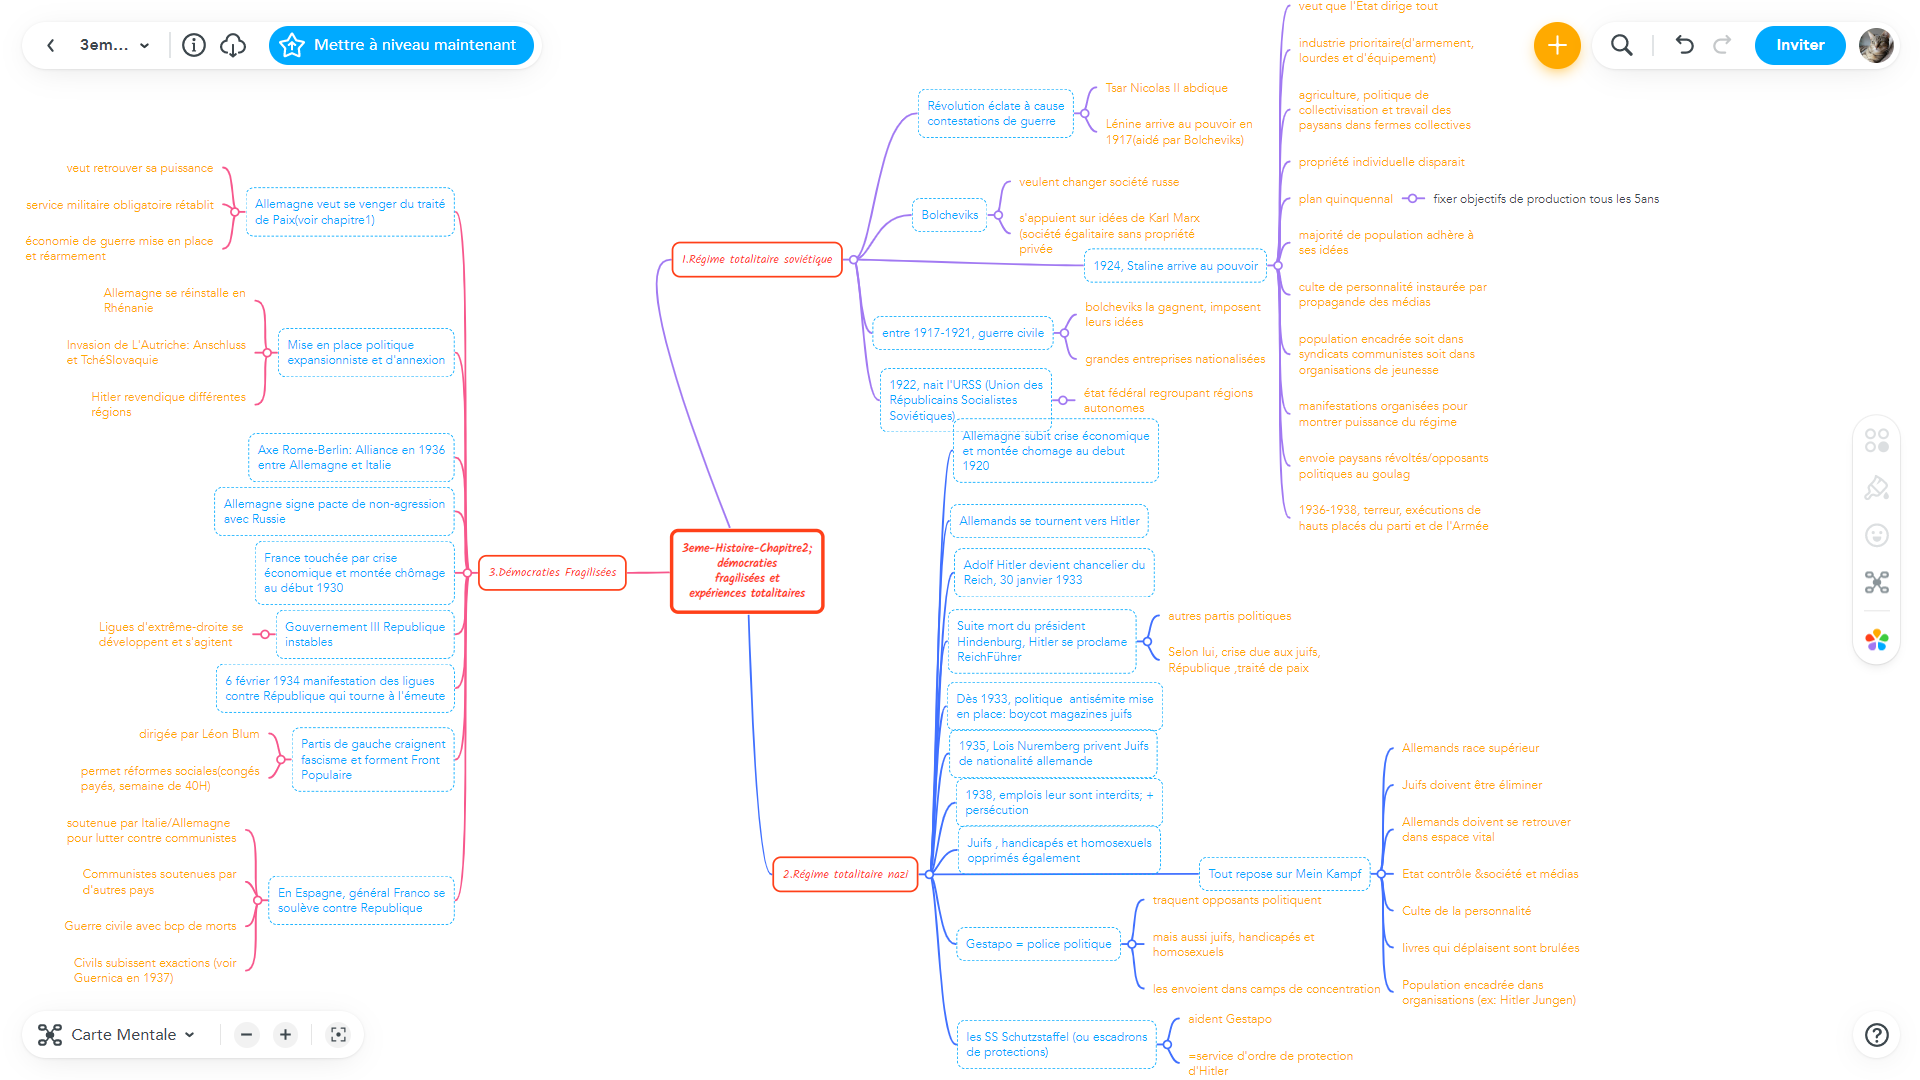 3em...
Mettre à niveau maintenant
Inviter
3eme-Histoire-Chapitre2;
démocraties
fragilisées et
expériences totalitaires
1.Régime totalitaire soviétique
Révolution éclate à cause
contestations de guerre
Tsar Nicolas II abdique
Lénine arrive au pouvoir en
1917(aidé par Bolcheviks)
Bolcheviks
veulent changer société russe
s'appuient sur idées de Karl Marx
(société égalitaire sans propriété
privée
1924, Staline arrive au pouvoir
veut que l'Etat dirige tout
industrie prioritaire(d'armement,
lourdes et d'équipement)
agriculture, politique de
collectivisation et travail des
paysans dans fermes collectives
propriété individuelle disparait
plan quinquennal
fixer objectifs de production tous les 5ans
majorité de population adhère à
ses idées
culte de personnalité instaurée par
propagande des médias
population encadrée soit dans
syndicats communistes soit dans
organisations de jeunesse
manifestations organisées pour
montrer puissance du régime
envoie paysans révoltés/opposants
politiques au goulag
1936-1938, terreur, exécutions de
hauts placés du parti et de l'Armée
entre 1917-1921, guerre civile
bolcheviks la gagnent, imposent
leurs idées
grandes entreprises nationalisées
1922, nait l'URSS (Union des
Républicains Socialistes
Soviétiques)
état fédéral regroupant régions
autonomes
2.Régime totalitaire nazi
Allemagne subit crise économique
et montée chomage au debut
1920
Allemands se tournent vers Hitler
Adolf Hitler devient chancelier du
Reich, 30 janvier 1933
Suite mort du président
Hindenburg, Hitler se proclame
ReichFührer
autres partis politiques
Selon lui, crise due aux juifs,
République ,traité de paix
Dès 1933, politique  antisémite mise
en place: boycot magazines juifs
1935, Lois Nuremberg privent Juifs
de nationalité allemande
1938, emplois leur sont interdits; +
persécution
Juifs , handicapés et homosexuels
opprimés également
Tout repose sur Mein Kampf
Allemands race supérieur
Juifs doivent être éliminer
Allemands doivent se retrouver
dans espace vital
Etat contrôle &société et médias
Culte de la personnalité
livres qui déplaisent sont brulées
Population encadrée dans
organisations (ex: Hitler Jungen)
Gestapo = police politique
traquent opposants politiquent
mais aussi juifs, handicapés et
homosexuels
les envoient dans camps de concentration
les SS Schutzstaffel (ou escadrons
de protections)
aident Gestapo
=service d'ordre de protection
d'Hitler
3.Démocraties Fragilisées
Allemagne veut se venger du traité
de Paix(voir chapitre1)
veut retrouver sa puissance
service militaire obligatoire rétablit
économie de guerre mise en place
et réarmement
Mise en place politique
expansionniste et d'annexion
Allemagne se réinstalle en
Rhénanie
Invasion de L'Autriche: Anschluss
et TchéSlovaquie
Hitler revendique différentes
régions
Axe Rome-Berlin: Alliance en 1936
entre Allemagne et Italie
Allemagne signe pacte de non-agression
avec Russie
France touchée par crise
économique et montée chômage
au début 1930
Gouvernement III Republique
instables
Ligues d'extrême-droite se
développent et s'agitent
6 février 1934 manifestation des ligues
contre République qui tourne à l'émeute
Partis de gauche craignent
fascisme et forment Front
Populaire
dirigée par Léon Blum
permet réformes sociales(congés
payés, semaine de 40H)
En Espagne, général Franco se
soulève contre Republique
soutenue par Italie/Allemagne
pour lutter contre communistes
Communistes soutenues par
d'autres pays
Guerre civile avec bcp de morts
Civils subissent exactions (voir
Guernica en 1937)
Carte Mentale